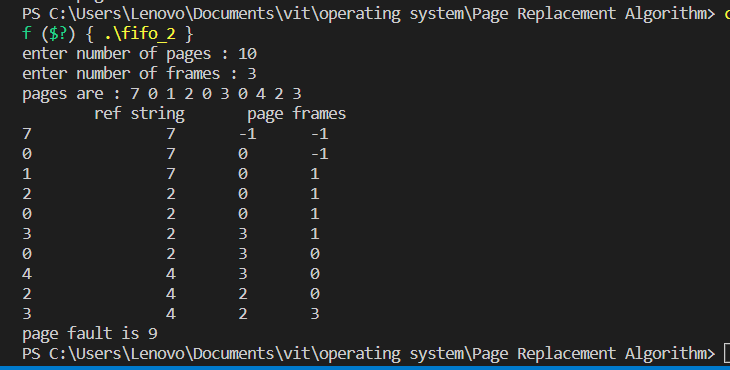 PS C:\Users\Lenovo\Documents\vit\operating system\Page Replacement Algorithm>
f ($?) { .\fifo_2 }
enter number of pages : 10
enter number of frames : 3
pages are : 7 0 1 2 0 3 0 4 2 3
ref string page frames
7 7 -1 -1
0 7 0 -1
1 7 0 1
2 2 0 1
0 2 0 1
3 2 3 1
0 2 3 0
4 4 3 0
2 4 2 0
3 4 2 3
page fault is 9
PS C:\Users\Lenovo\Documents\vit\operating system\Page Replacement Algorithm>